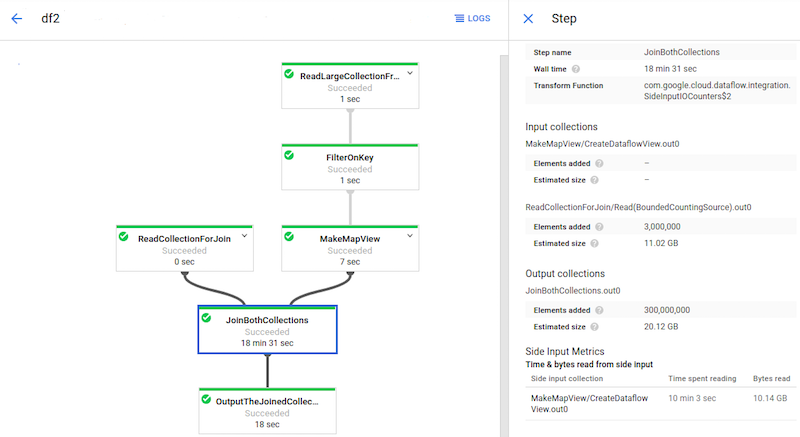 df2
LOGS
ReadLargeCollectionFr...
Succeeded
1 sec
FilterOnKey
Succeeded
1 sec
ReadCollectionForJoin
Succeeded
0 sec
MakeMapView
Succeeded
7 sec
JoinBothCollections
Succeeded
18 min 31 sec
OutputTheJoinedCollec...
Succeeded
18 sec
Step
Step name JoinBothCollections
Wall time 18 min 31 sec
Transform Function com.google.cloud.dataflow.integration.
SideInputIOCounters$2
Input collections
MakeMapView/CreateDataflowView.out0
Elements added –
Estimated size –
ReadCollectionForJoin/Read(BoundedCountingSource).out0
Elements added 3,000,000
Estimated size 11.02 GB
Output collections
JoinBothCollections.out0
Elements added 300,000,000
Estimated size 20.12 GB
Side Input Metrics
Time & bytes read from side input
Side input collection Time spent reading Bytes read
MakeMapView/CreateDataflow 10 min 3 sec 10.14 GB
View.out0